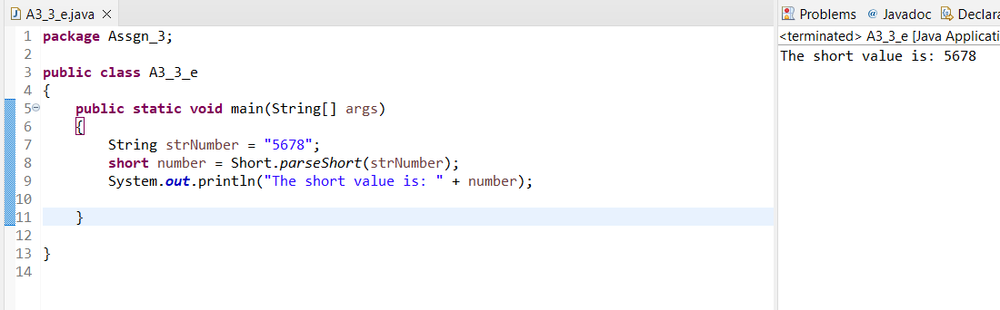 A3_3_e.java
1 package Assgn_3;
2
3 public class A3_3_e
4 {
5 public static void main(String[] args)
6 {
7 String strNumber = "5678";
8 short number = Short.parseShort(strNumber);
9 System.out.println("The short value is: " + number);
10
11 }
12
13 }
14
Problems @ Javadoc Declara
<terminated> A3_3_e [Java Applicati
The short value is: 5678